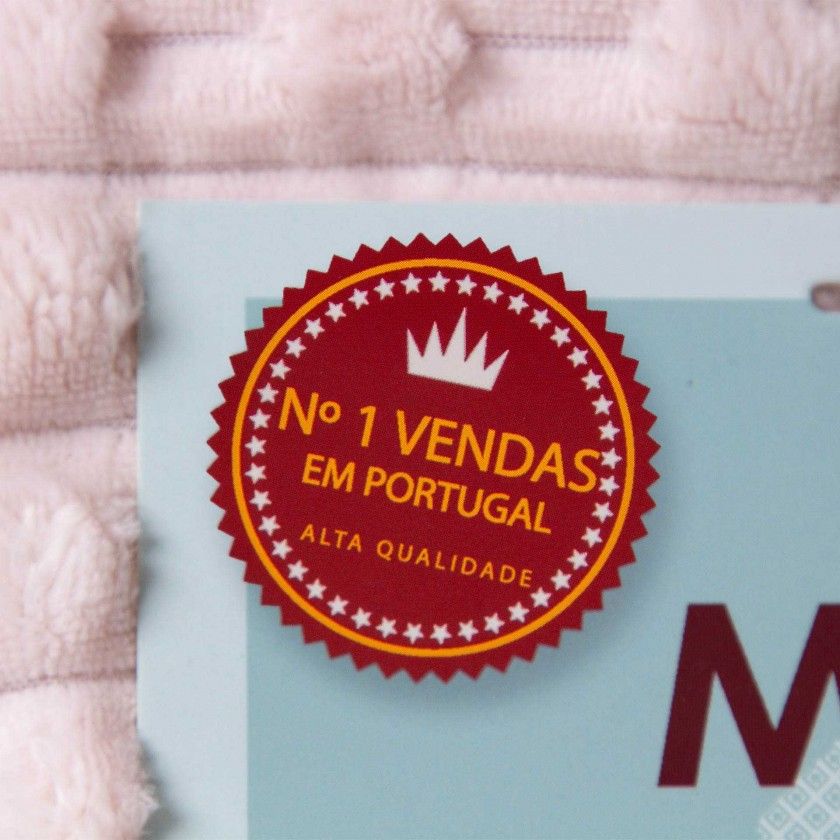 Nº 1 VENDAS
EM PORTUGAL
ALTA QUALIDADE
M